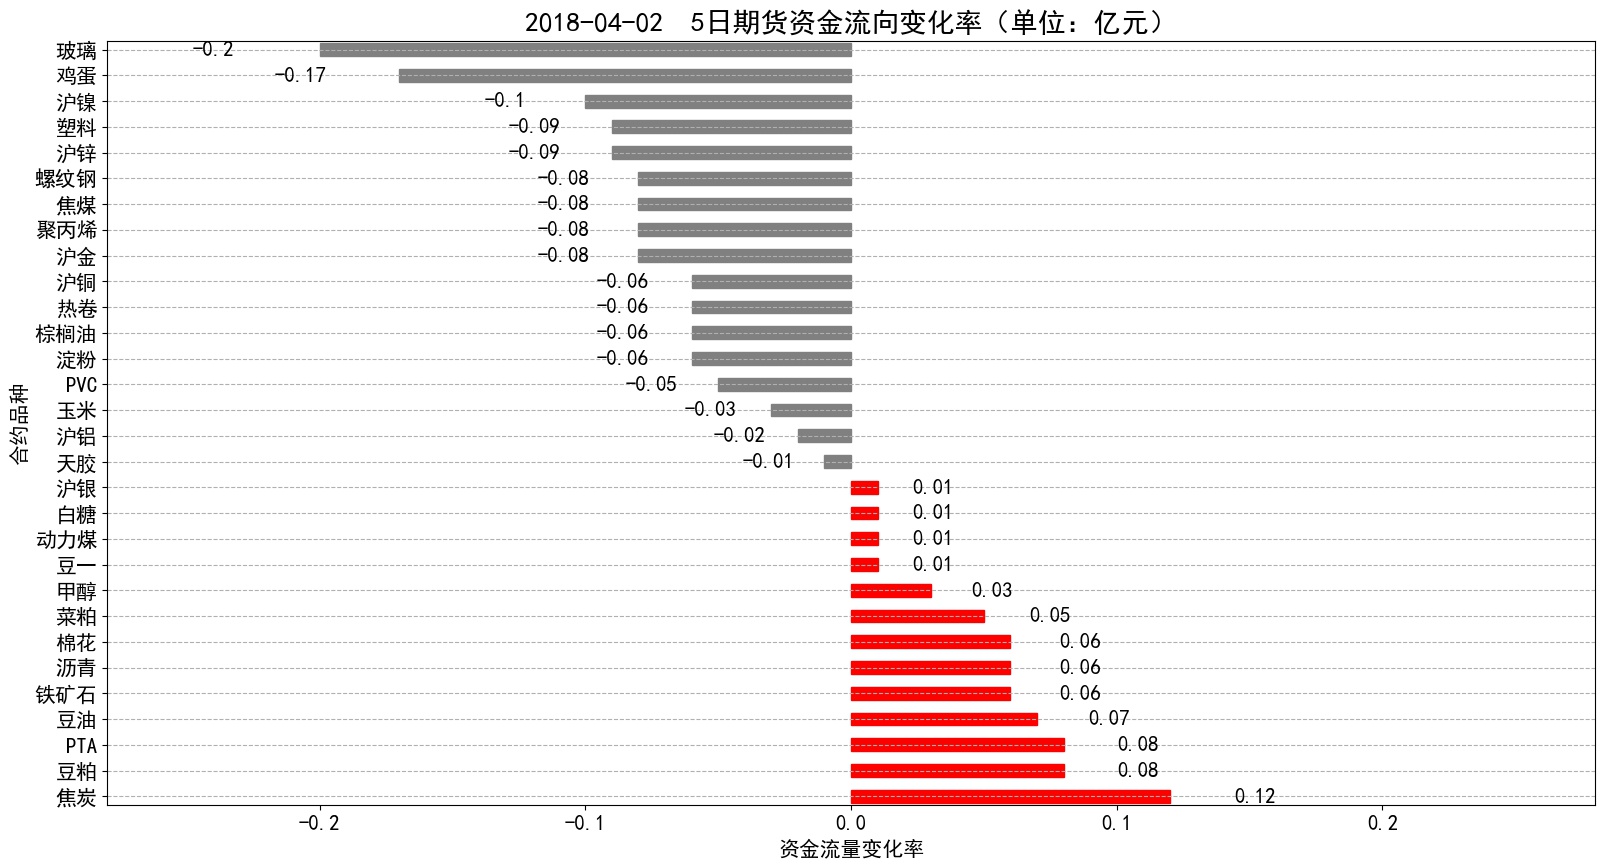 2018-04-02  5日期货资金流向变化率（单位：亿元）
玻璃 -0.2
鸡蛋 -0.17
沪镍 -0.1
塑料 -0.09
沪锌 -0.09
螺纹钢 -0.08
焦煤 -0.08
聚丙烯 -0.08
沪金 -0.08
沪铜 -0.06
热卷 -0.06
棕榈油 -0.06
淀粉 -0.06
PVC -0.05
玉米 -0.03
沪铝 -0.02
天胶 -0.01
沪银 0.01
白糖 0.01
动力煤 0.01
豆一 0.01
甲醇 0.03
菜粕 0.05
棉花 0.06
沥青 0.06
铁矿石 0.06
豆油 0.07
PTA 0.08
豆粕 0.08
焦炭 0.12
合约品种
-0.2 -0.1 0.0 0.1 0.2
资金流量变化率